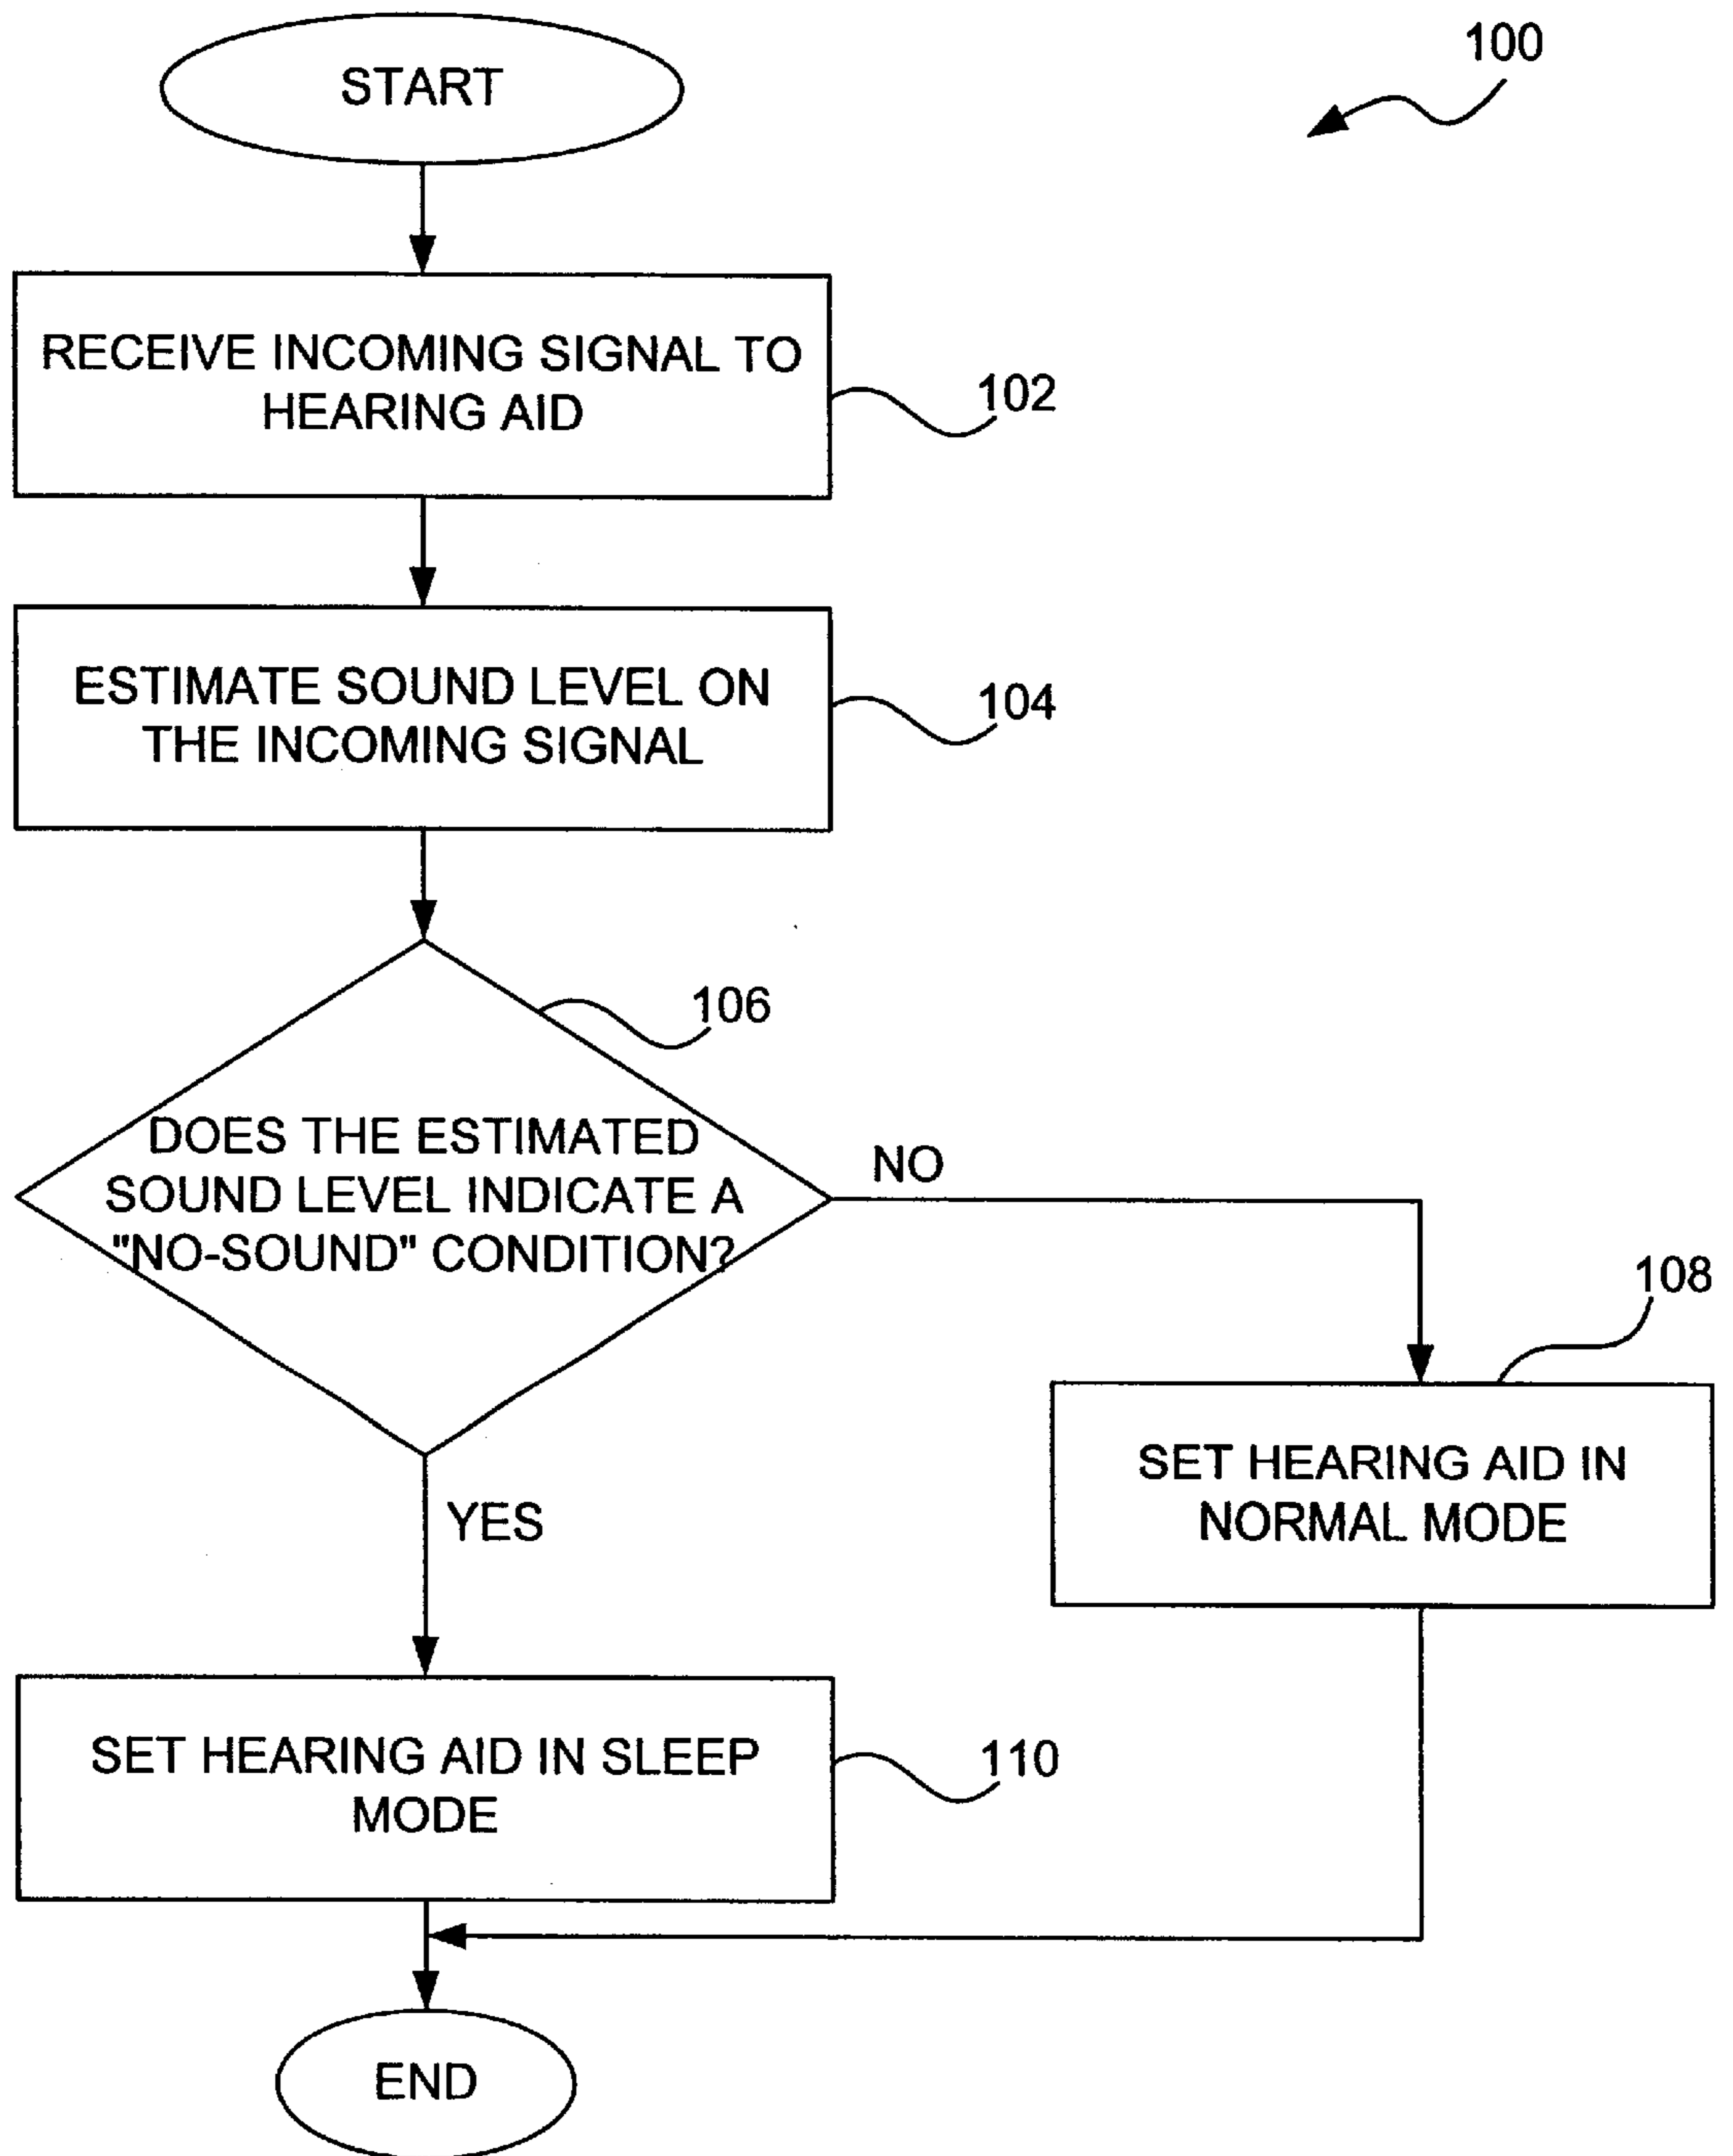 START
100
RECEIVE INCOMING SIGNAL TO
HEARING AID
102
ESTIMATE SOUND LEVEL ON
THE INCOMING SIGNAL
104
106
DOES THE ESTIMATED
SOUND LEVEL INDICATE A
"NO-SOUND" CONDITION?
NO
108
SET HEARING AID IN
NORMAL MODE
YES
SET HEARING AID IN SLEEP
MODE
110
END